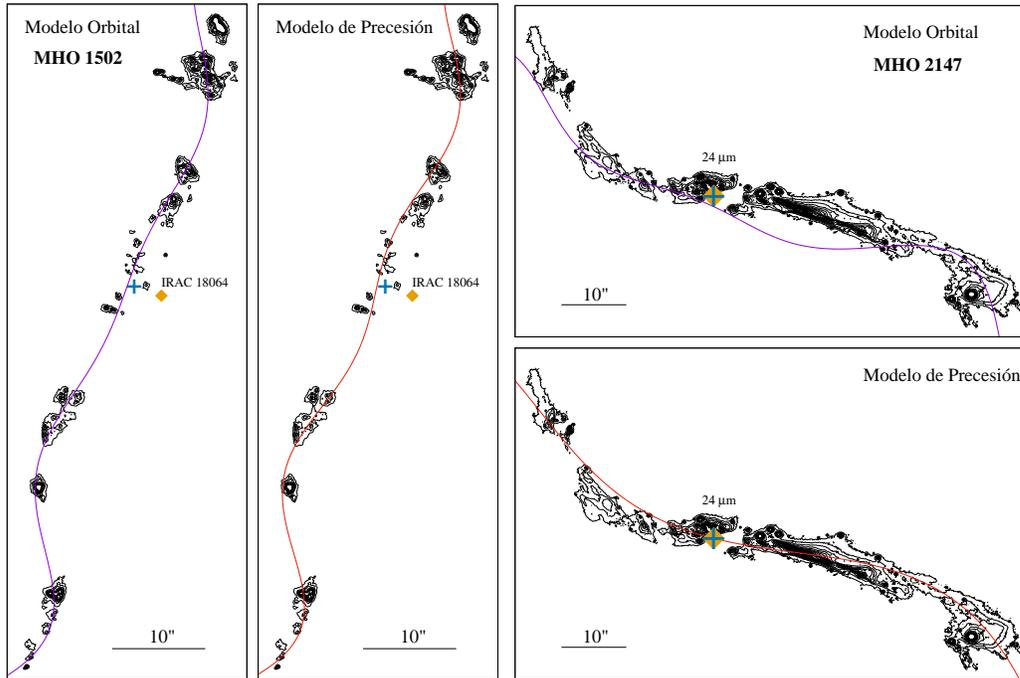 Modelo Orbital
MHO 1502
IRAC 18064
10"
Modelo de Precesión
IRAC 18064
10"
Modelo Orbital
MHO 2147
24 μm
10"
Modelo de Precesión
24 μm
10"